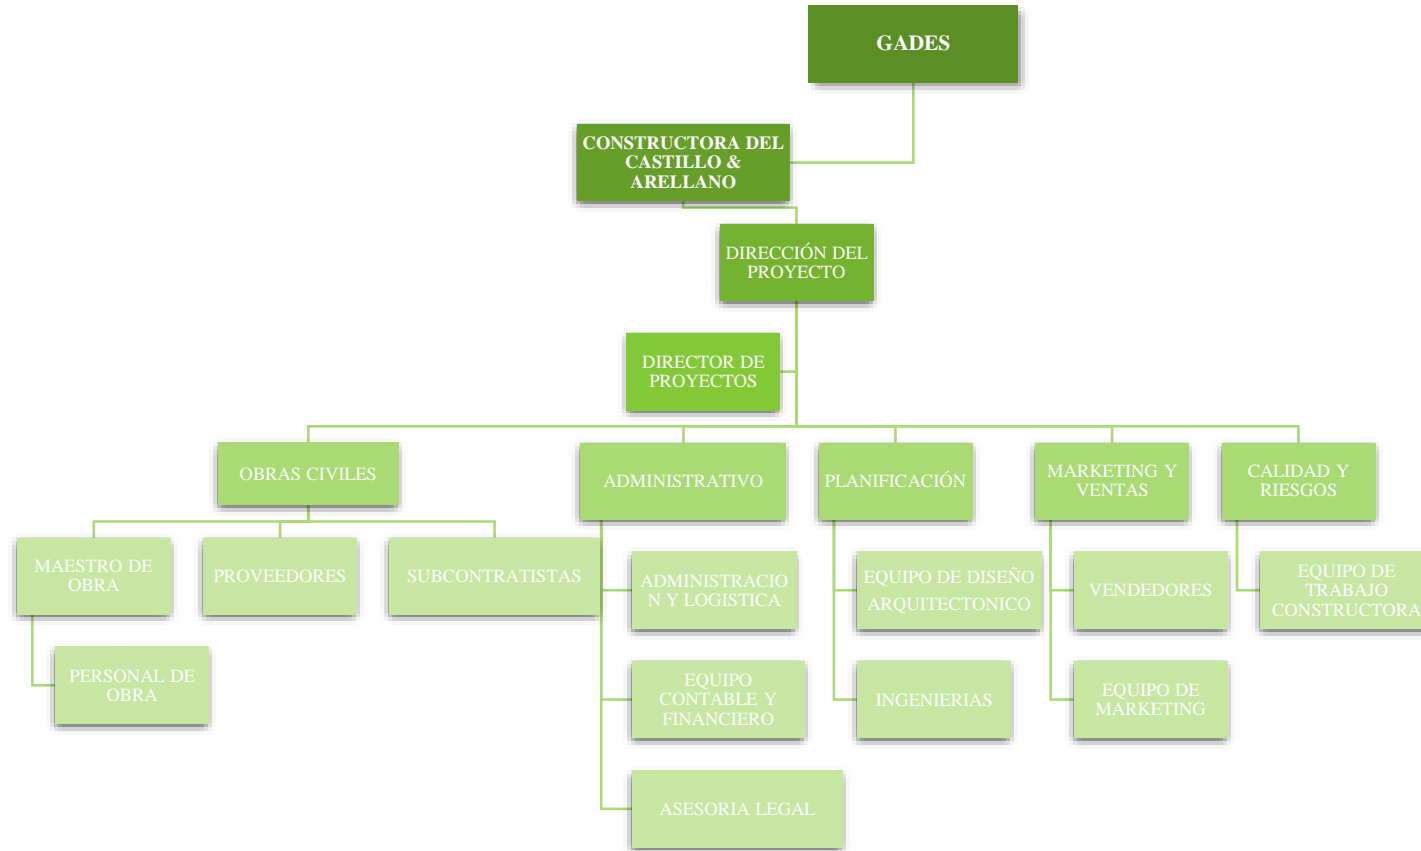 GADES
CONSTRUCTORA DEL
CASTILLO &
ARELLANO
DIRECCIÓN DEL
PROYECTO
DIRECTOR DE
PROYECTOS
OBRAS CIVILES
ADMINISTRATIVO
PLANIFICACIÓN
MARKETING Y
VENTAS
CALIDAD Y
RIESGOS
MAESTRO DE
OBRA
PROVEEDORES
SUBCONTRATISTAS
PERSONAL DE
OBRA
ADMINISTRACIO
N Y LOGISTICA
EQUIPO
CONTABLE Y
FINANCIERO
ASESORIA LEGAL
EQUIPO DE DISEÑO
ARQUITECTONICO
INGENIERIAS
VENDEDORES
EQUIPO DE
MARKETING
EQUIPO DE
TRABAJO
CONSTRUCTORA